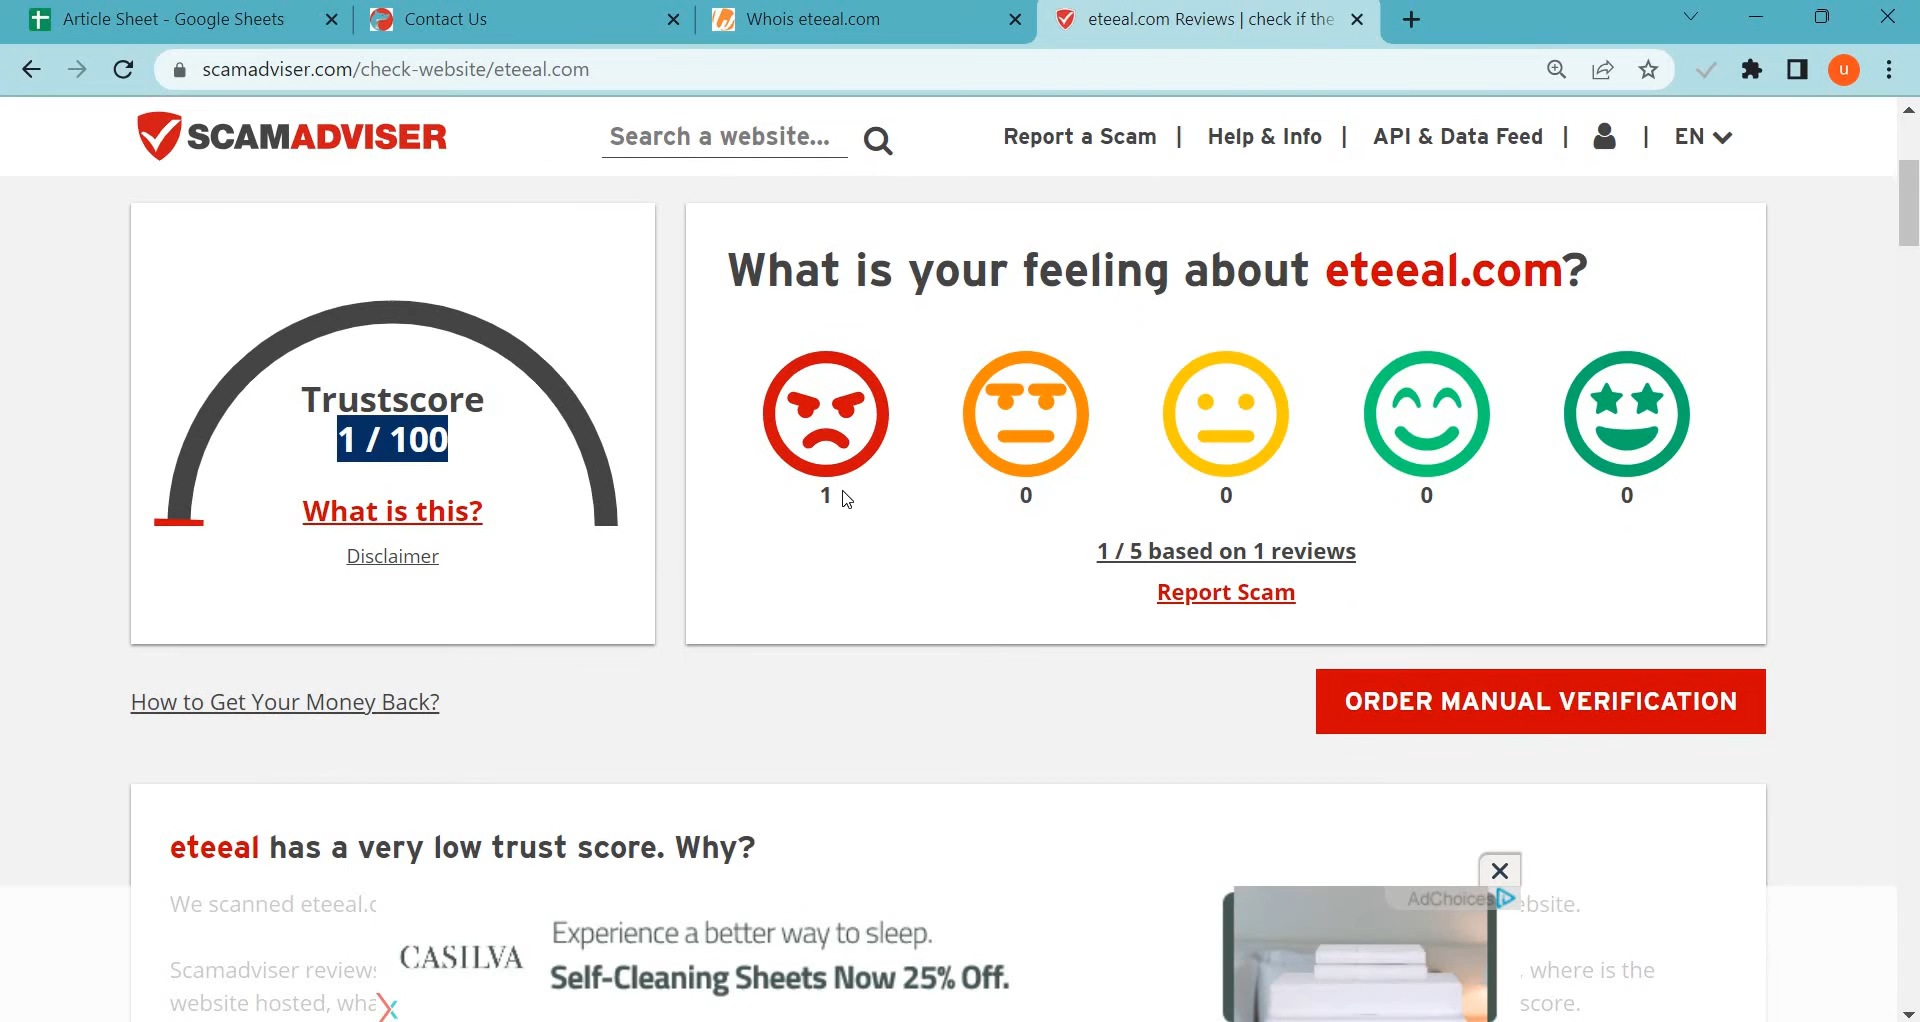 Article Sheet - Google Sheets
Contact Us
Whois eteeal.com
eteeal.com Reviews | check if the
scamadviser.com/check-website/eteeal.com
u
SCAMADVISER
Search a website...
Report a Scam | Help & Info | API & Data Feed | | EN
Trustscore
1 / 100
What is this?
Disclaimer
What is your feeling about eteeal.com?
1 0 0 0 0
1 / 5 based on 1 reviews
Report Scam
How to Get Your Money Back?
ORDER MANUAL VERIFICATION
eteeal has a very low trust score. Why?
We scanned
AdChoices
Experience a better way to sleep.
CASILVA
Self-Cleaning Sheets Now 25% Off.
Scamadviser
, where is the
website hosted,
score.